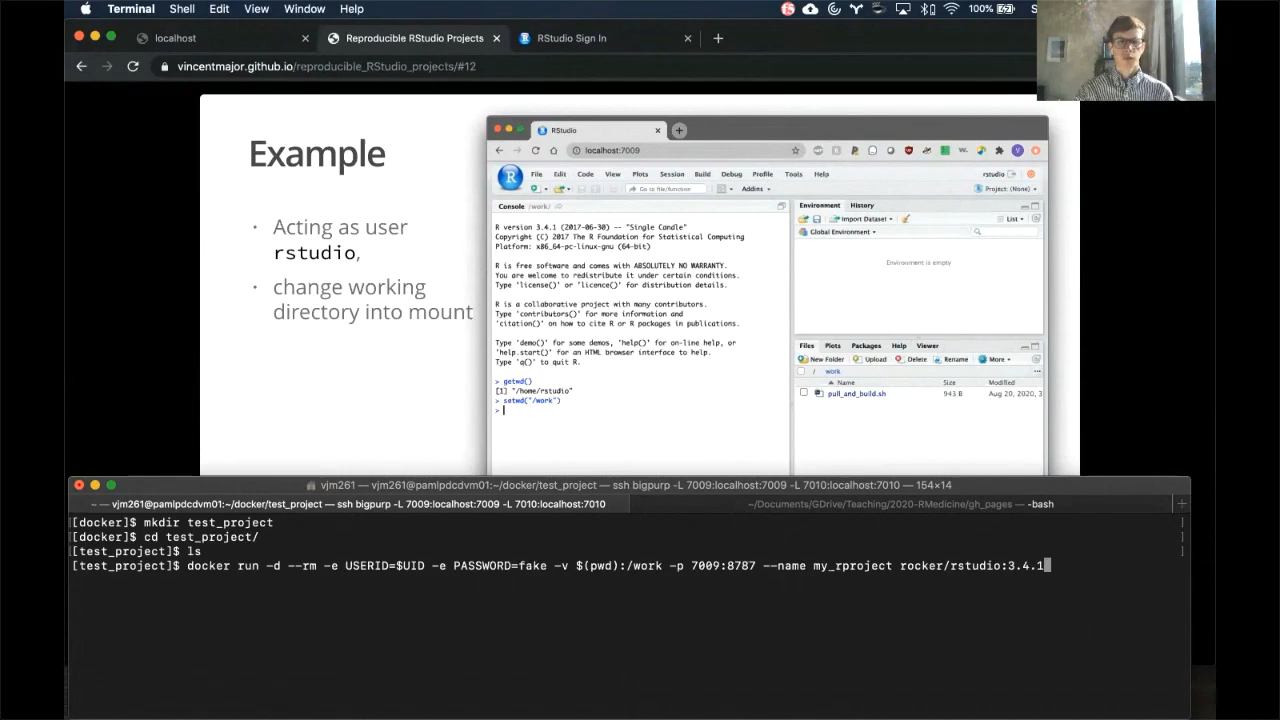 Terminal Shell Edit View Window Help 100%
localhost
Reproducible RStudio Projects
RStudio Sign In
vincentmajor.github.io/reproducible_RStudio_projects/#12
Example
· Acting as user
rstudio,
· change working
directory into mount
RStudio
localhost:7009
File Edit Code View Plots Session Build Debug Profile Tools Help rstudio
Go to file/function Addins Project: (None)
Console /work/
R version 3.4.1 (2017-06-30) -- "Single Candle"
Copyright (C) 2017 The R Foundation for Statistical Computing
Platform: x86_64-pc-linux-gnu (64-bit)
R is free software and comes with ABSOLUTELY NO WARRANTY.
You are welcome to redistribute it under certain conditions.
Type 'license()' or 'licence()' for distribution details.
R is a collaborative project with many contributors.
Type 'contributors()' for more information and
'citation()' on how to cite R or R packages in publications.
Type 'demo()' for some demos, 'help()' for on-line help, or
'help.start()' for an HTML browser interface to help.
Type 'q()' to quit R.
> getwd()
[1] "/home/rstudio"
> setwd("/work")
>
Environment History
Import Dataset List
Global Environment
Environment is empty
Files Plots Packages Help Viewer
New Folder Upload Delete Rename More
/ work
Name Size Modified
pull_and_build.sh 943 B Aug 20, 2020, 3
vjm261 — vjm261@pamlpdcdvm01:~/docker/test_project — ssh bigpurp -L 7009:localhost:7009 -L 7010:localhost:7010 — 154×14
~ — vjm261@pamlpdcdvm01:~/docker/test_project — ssh bigpurp -L 7009:localhost:7009 -L 7010:localhost:7010
~/Documents/GDrive/Teaching/2020-RMedicine/gh_pages — -bash
[docker]$ mkdir test_project
[docker]$ cd test_project/
[test_project]$ ls
[test_project]$ docker run -d --rm -e USERID=$UID -e PASSWORD=fake -v $(pwd):/work -p 7009:8787 --name my_rproject rocker/rstudio:3.4.1